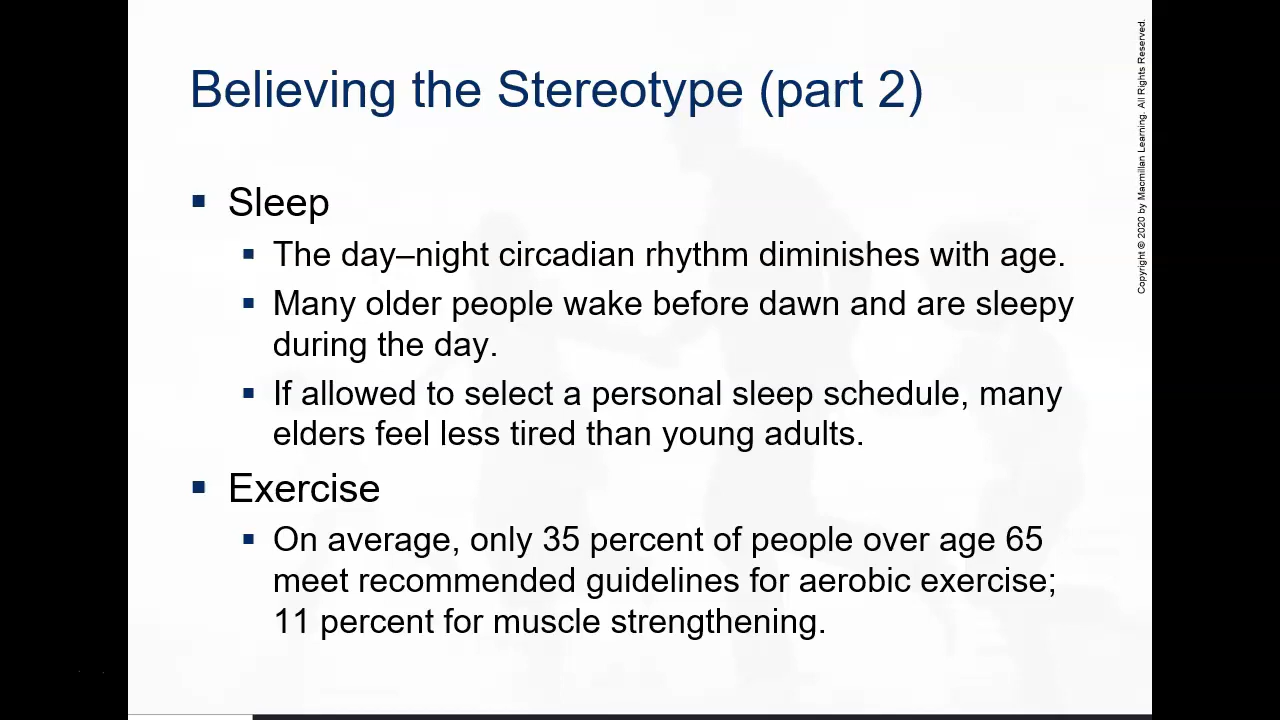 Believing the Stereotype (part 2)
▪ Sleep
▪ The day–night circadian rhythm diminishes with age.
▪ Many older people wake before dawn and are sleepy
during the day.
▪ If allowed to select a personal sleep schedule, many
elders feel less tired than young adults.
▪ Exercise
▪ On average, only 35 percent of people over age 65
meet recommended guidelines for aerobic exercise;
11 percent for muscle strengthening.
Copyright © 2020 by Macmillan Learning. All Rights Reserved.